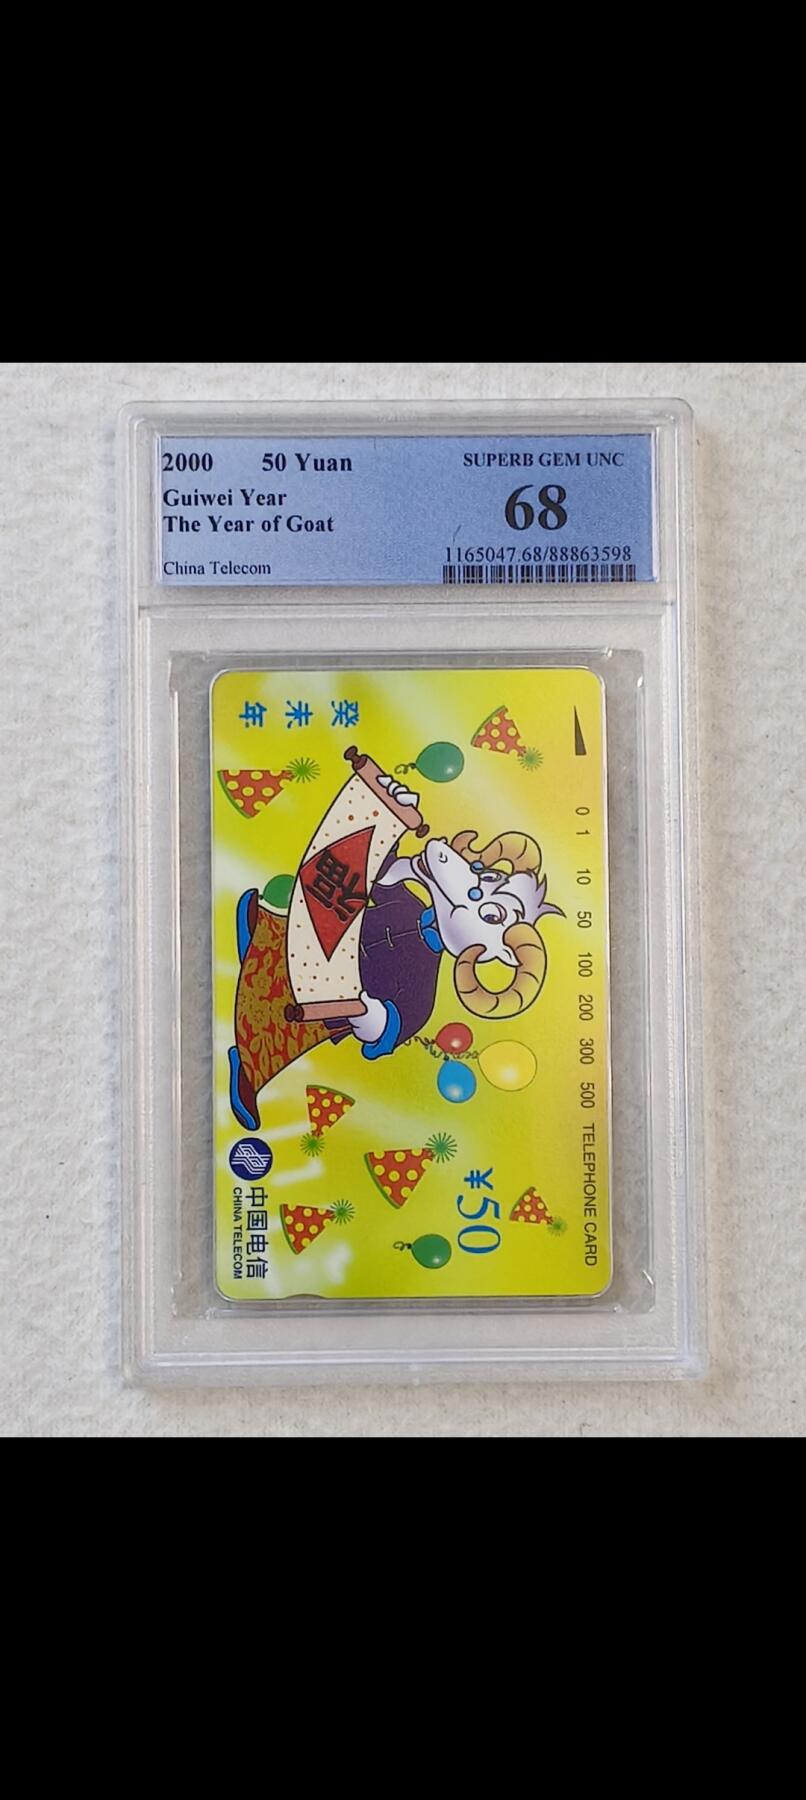 2000 50 Yuan
Guiwei Year
The Year of Goat
China Telecom
SUPERB GEM UNC
68
1165047.68/88863598
癸未年
福
0 1 10 50 100 200 300 500 TELEPHONE CARD
¥50
中国电信
CHINA TELECOM